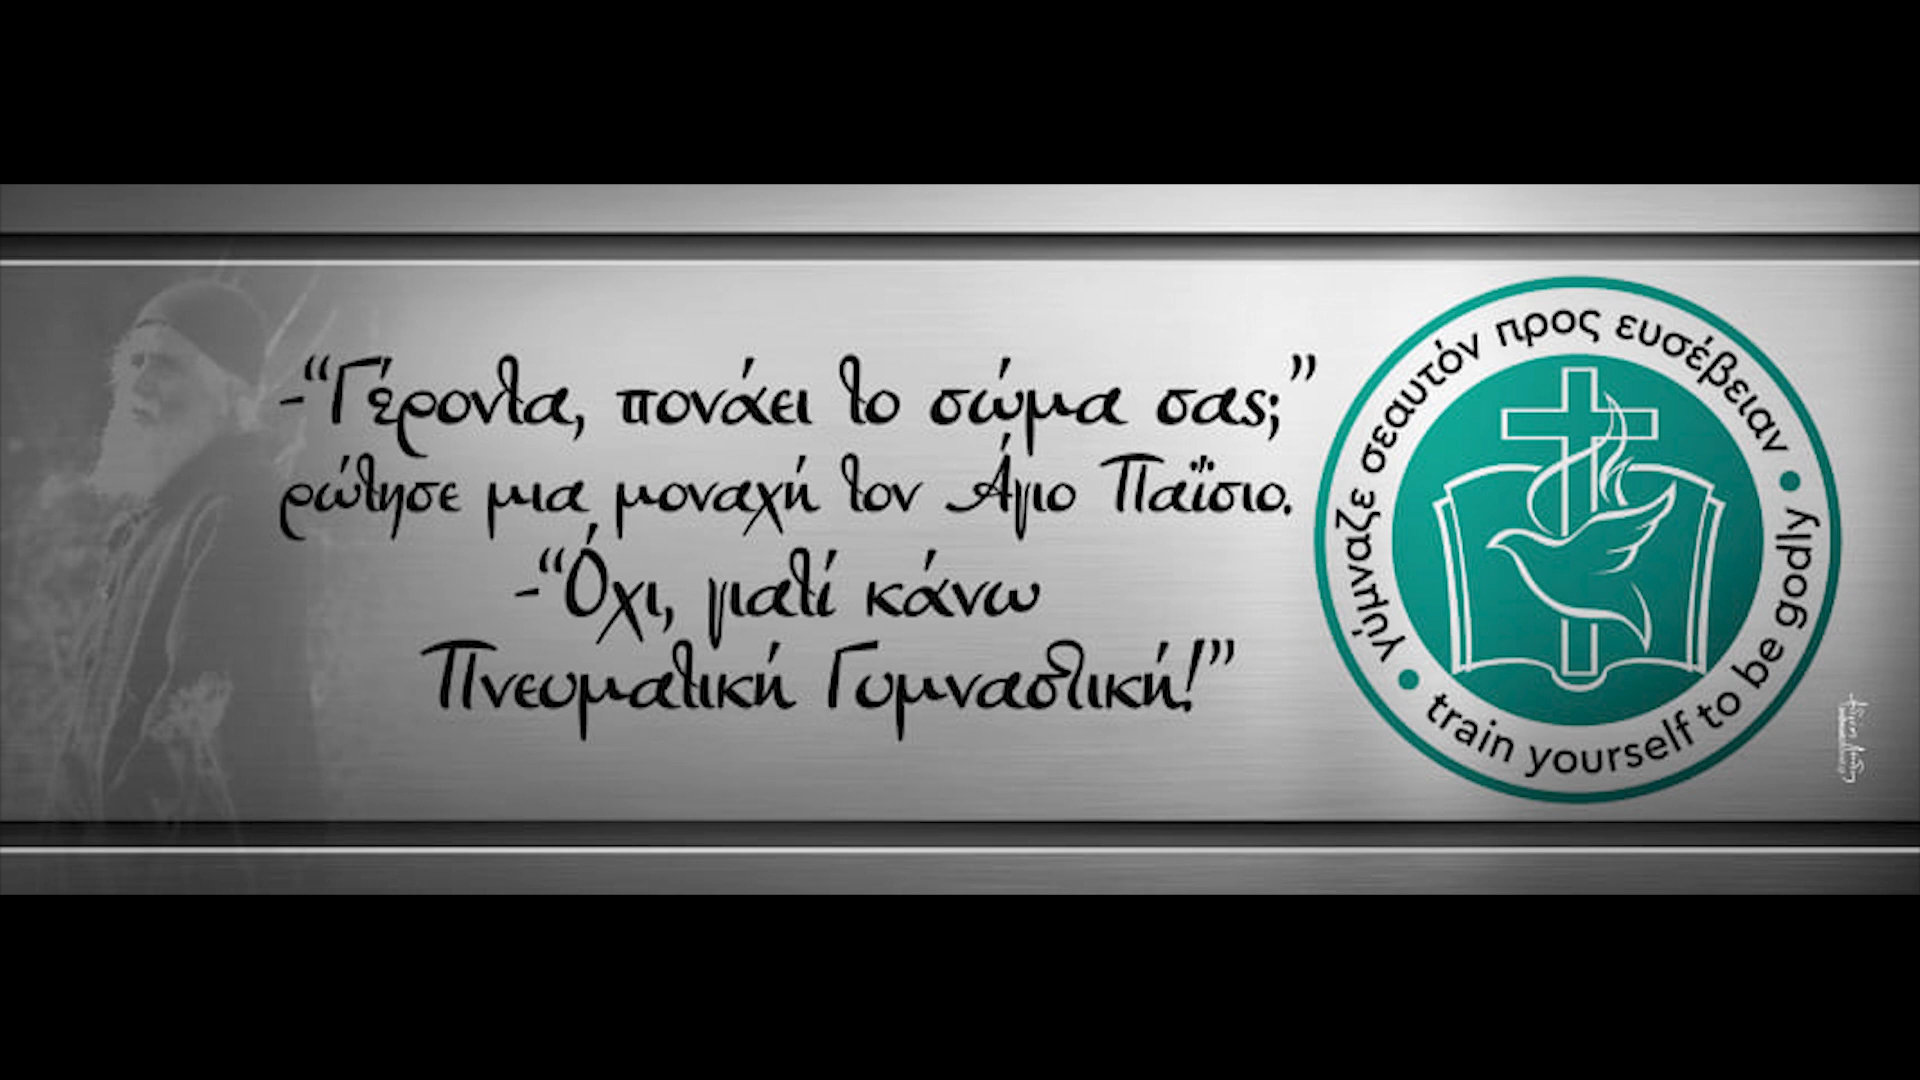 -“Γέροντα, πονάει το σώμα σας;”
ρώτησε μια μοναχή τον Άγιο Παΐσιο.
-“Όχι, γιατί κάνω
Πνευματική Γυμναστική!”
γύμναζε σεαυτόν προς ευσέβειαν
train yourself to be godly